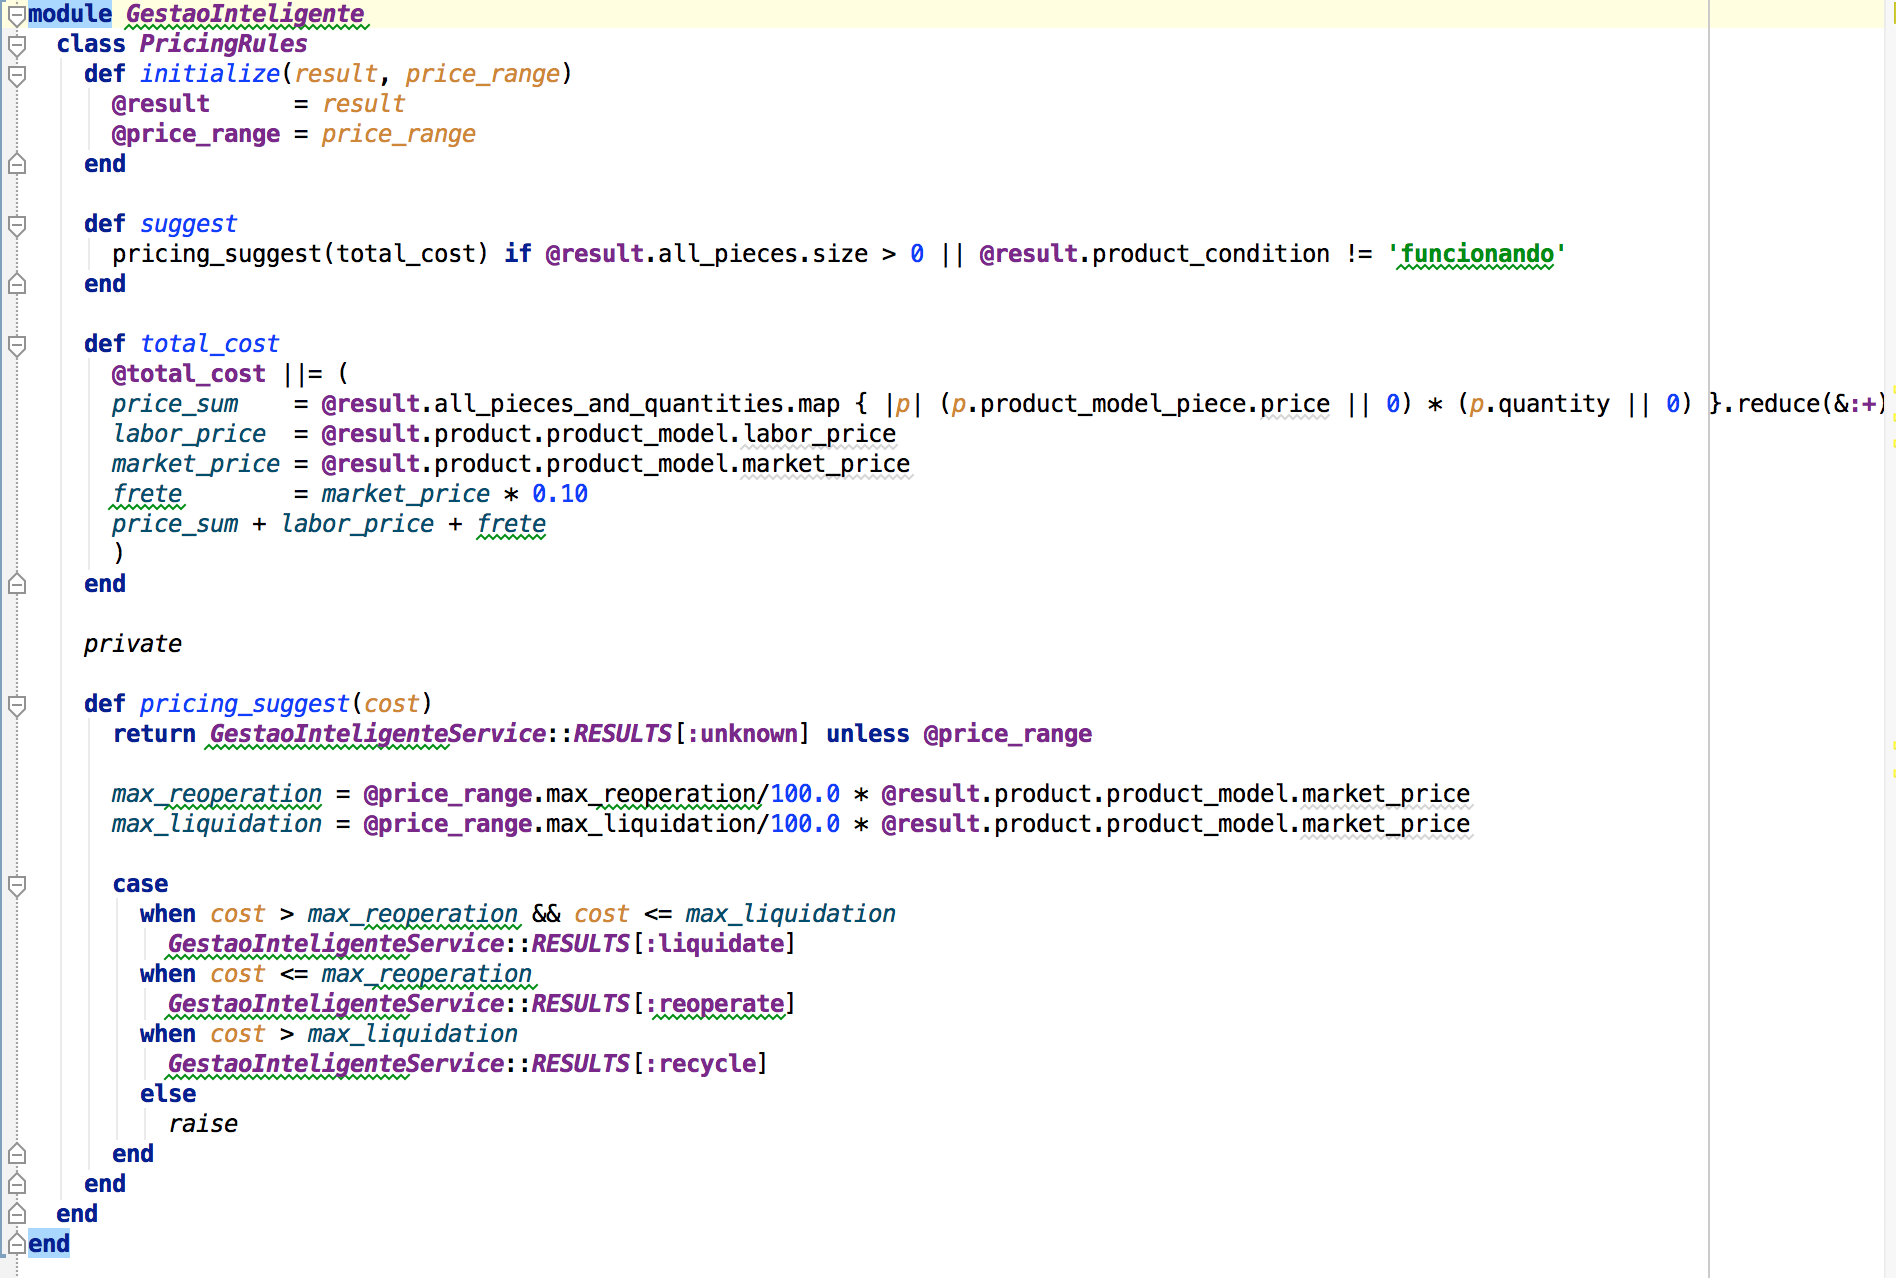 module GestaoInteligente
  class PricingRules
    def initialize(result, price_range)
      @result      = result
      @price_range = price_range
    end

    def suggest
      pricing_suggest(total_cost) if @result.all_pieces.size > 0 || @result.product_condition != 'funcionando'
    end

    def total_cost
      @total_cost ||= (
      price_sum    = @result.all_pieces_and_quantities.map { |p| (p.product_model_piece.price || 0) * (p.quantity || 0) }.reduce(&:+)
      labor_price  = @result.product.product_model.labor_price
      market_price = @result.product.product_model.market_price
      frete        = market_price * 0.10
      price_sum + labor_price + frete
      )
    end

    private

    def pricing_suggest(cost)
      return GestaoInteligenteService::RESULTS[:unknown] unless @price_range

      max_reoperation = @price_range.max_reoperation/100.0 * @result.product.product_model.market_price
      max_liquidation = @price_range.max_liquidation/100.0 * @result.product.product_model.market_price

      case
        when cost > max_reoperation && cost <= max_liquidation
          GestaoInteligenteService::RESULTS[:liquidate]
        when cost <= max_reoperation
          GestaoInteligenteService::RESULTS[:reoperate]
        when cost > max_liquidation
          GestaoInteligenteService::RESULTS[:recycle]
        else
          raise
      end
    end
  end
end